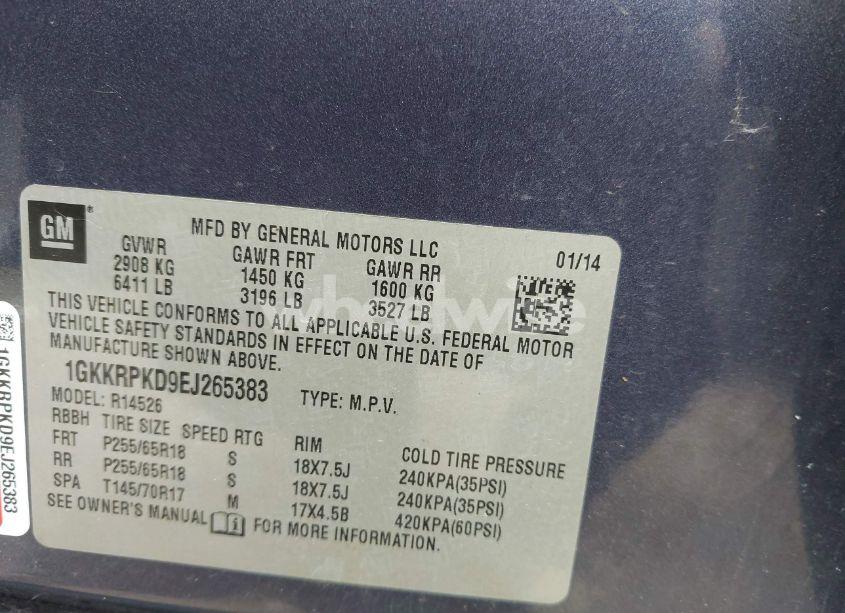 GM
MFD BY GENERAL MOTORS LLC
01/14
GVWR GAWR FRT GAWR RR
2908 KG 1450 KG 1600 KG
6411 LB 3196 LB 3527 LB
THIS VEHICLE CONFORMS TO ALL APPLICABLE U.S. FEDERAL MOTOR
VEHICLE SAFETY STANDARDS IN EFFECT ON THE DATE OF
MANUFACTURE SHOWN ABOVE.
1GKKRPKD9EJ265383 TYPE: M.P.V.
MODEL: R14526
RBBH TIRE SIZE SPEED RTG RIM COLD TIRE PRESSURE
FRT P255/65R18 S 18X7.5J 240KPA(35PSI)
RR P255/65R18 S 18X7.5J 240KPA(35PSI)
SPA T145/70R17 M 17X4.5B 420KPA(60PSI)
SEE OWNER'S MANUAL FOR MORE INFORMATION.
1GKKRPKD9EJ265383
wheelwise